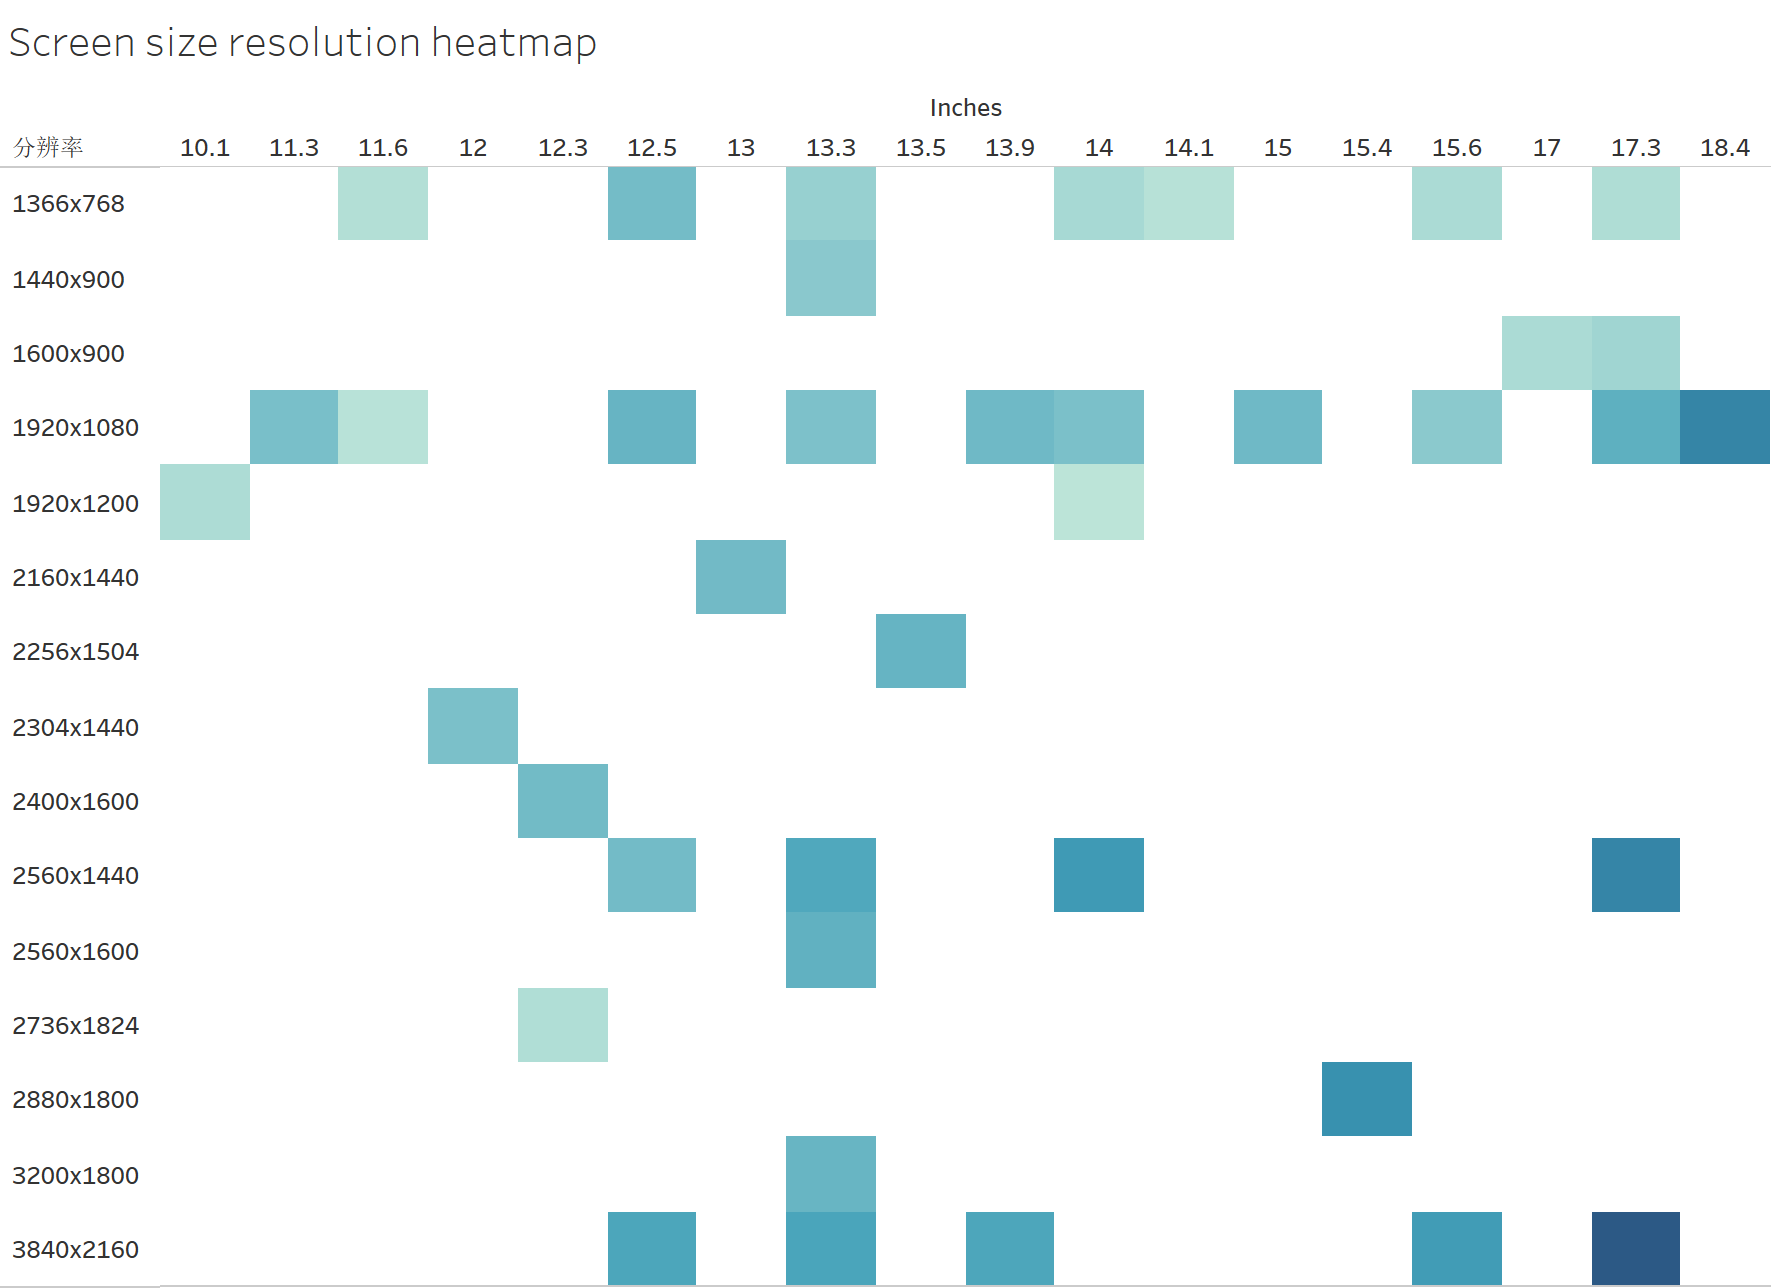 Screen size resolution heatmap
Inches
分辨率 10.1 11.3 11.6 12 12.3 12.5 13 13.3 13.5 13.9 14 14.1 15 15.4 15.6 17 17.3 18.4
1366x768
1440x900
1600x900
1920x1080
1920x1200
2160x1440
2256x1504
2304x1440
2400x1600
2560x1440
2560x1600
2736x1824
2880x1800
3200x1800
3840x2160